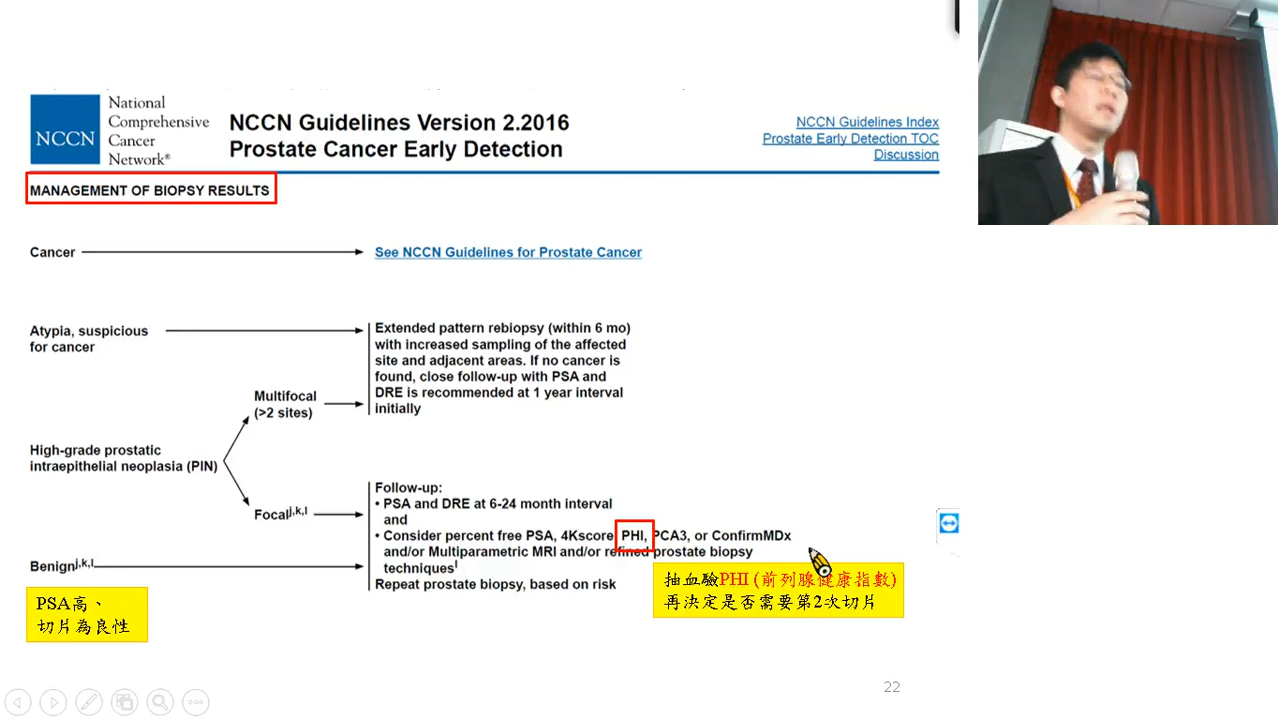 NCCN
National
Comprehensive
Cancer
Network®
NCCN Guidelines Version 2.2016
Prostate Cancer Early Detection
NCCN Guidelines Index
Prostate Early Detection TOC
Discussion
MANAGEMENT OF BIOPSY RESULTS
Cancer
See NCCN Guidelines for Prostate Cancer
Atypia, suspicious
for cancer
Extended pattern rebiopsy (within 6 mo)
with increased sampling of the affected
site and adjacent areas. If no cancer is
found, close follow-up with PSA and
DRE is recommended at 1 year interval
initially
Multifocal
(>2 sites)
High-grade prostatic
intraepithelial neoplasia (PIN)
Focal j,k,l
Follow-up:
• PSA and DRE at 6-24 month interval
and
• Consider percent free PSA, 4Kscore PHI, PCA3, or ConfirmMDx
and/or Multiparametric MRI and/or refined prostate biopsy
techniques l
Repeat prostate biopsy, based on risk
Benign j,k,l
PSA高、
切片為良性
抽血驗PHI (前列腺健康指數)
再決定是否需要第2次切片
22